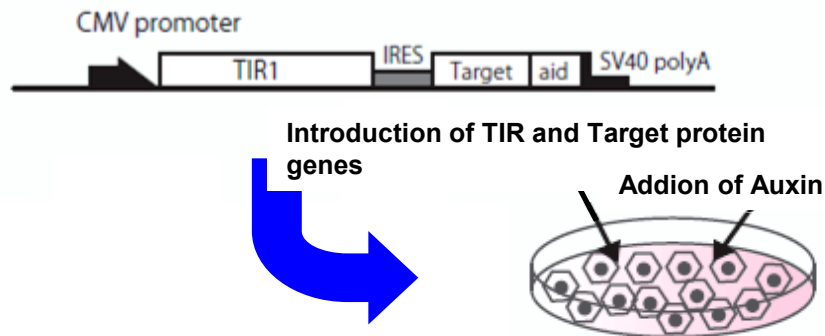 CMV promoter
TIR1
IRES
Target
aid
SV40 polyA
Introduction of TIR and Target protein
genes
Addion of Auxin